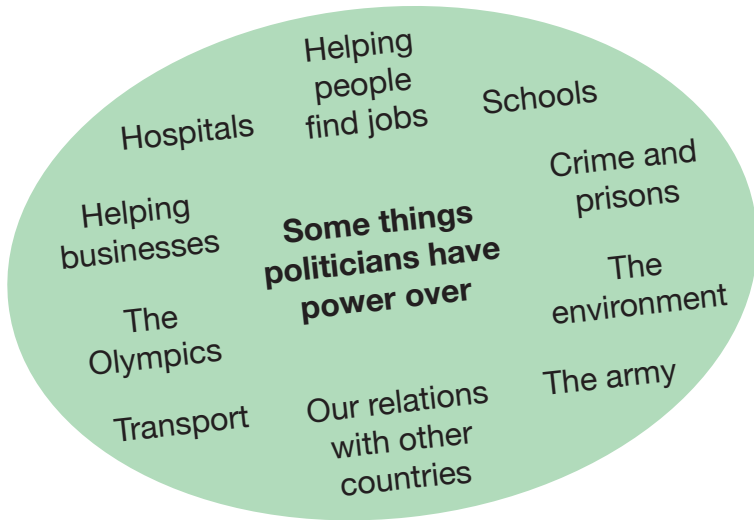 Helping
people
find jobs
Schools
Hospitals
Crime and
prisons
Helping
businesses
Some things
politicians have
power over
The
environment
The
Olympics
The army
Transport
Our relations
with other
countries